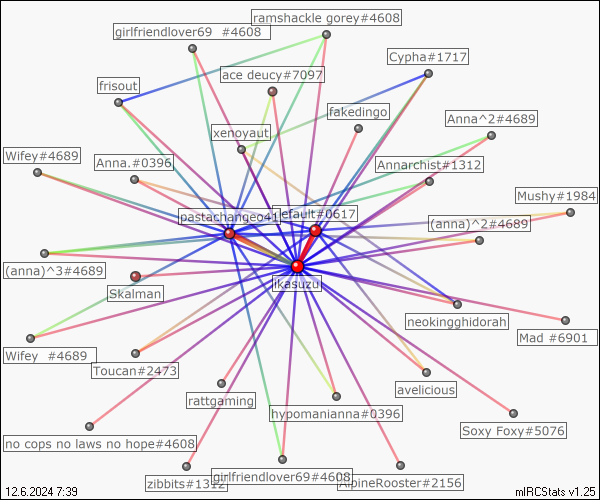 ramshackle gorey#4608
girlfriendlover69 #4608
Cypha#1717
ace deucy#7097
frisout
fakedingo
Anna^2#4689
xenoyaut
Wifey#4689
Anna.#0396
Annarchist#1312
Mushy#1984
pastachangeo41
efault#0617
(anna)^2#4689
(anna)^3#4689
ikasuzu
Skalman
neokingghidorah
Mad #6901
Wifey #4689
Toucan#2473
avelicious
rattgaming
hypomanianna#0396
Soxy Foxy#5076
no cops no laws no hope#4608
zibbits#1312
girlfriendlover69#4608
AlpineRooster#2156
12.6.2024 7:39
mIRCStats v1.25